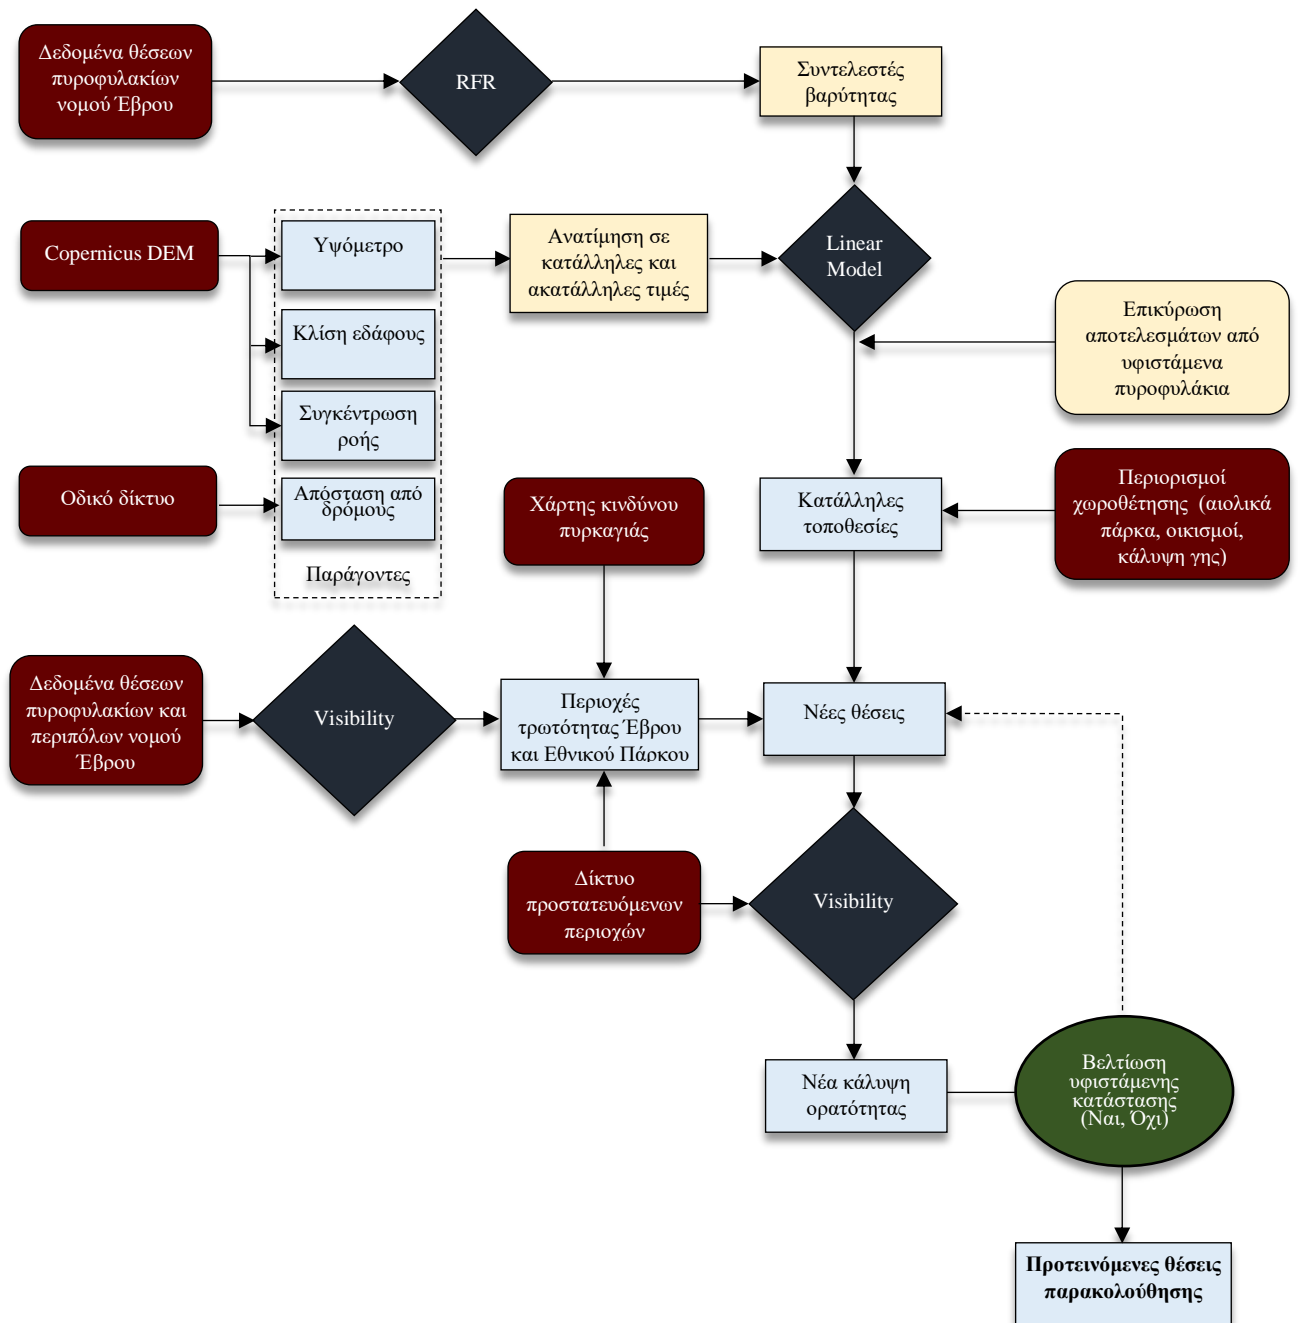 Δεδομένα θέσεων
πυροφυλακίων
νομού Έβρου
RFR
Συντελεστές
βαρύτητας
Copernicus DEM
Υψόμετρο
Ανατίμηση σε
κατάλληλες και
ακατάλληλες τιμές
Linear
Model
Κλίση εδάφους
Επικύρωση
αποτελεσμάτων από
υφιστάμενα
πυροφυλάκια
Συγκέντρωση
ροής
Οδικό δίκτυο
Απόσταση από
δρόμους
Παράγοντες
Χάρτης κινδύνου
πυρκαγιάς
Κατάλληλες
τοποθεσίες
Περιορισμοί
χωροθέτησης (αιολικά
πάρκα, οικισμοί,
κάλυψη γης)
Δεδομένα θέσεων
πυροφυλακίων και
περιπόλων νομού
Έβρου
Visibility
Περιοχές
τρωτότητας Έβρου
και Εθνικού Πάρκου
Νέες θέσεις
Δίκτυο
προστατευόμενων
περιοχών
Visibility
Νέα κάλυψη
ορατότητας
Βελτίωση
υφιστάμενης
κατάστασης
(Ναι, Όχι)
Προτεινόμενες θέσεις
παρακολούθησης